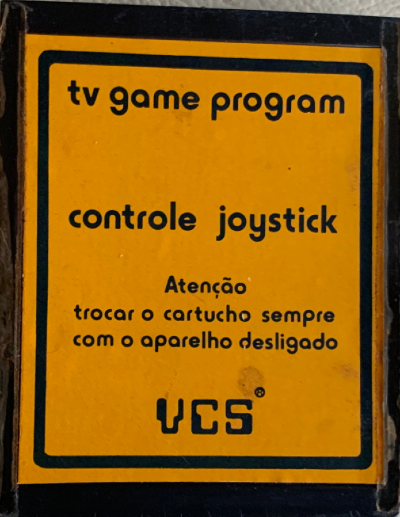 tv game program
controle joystick
Atenção
trocar o cartucho sempre
com o aparelho desligado
VCS®